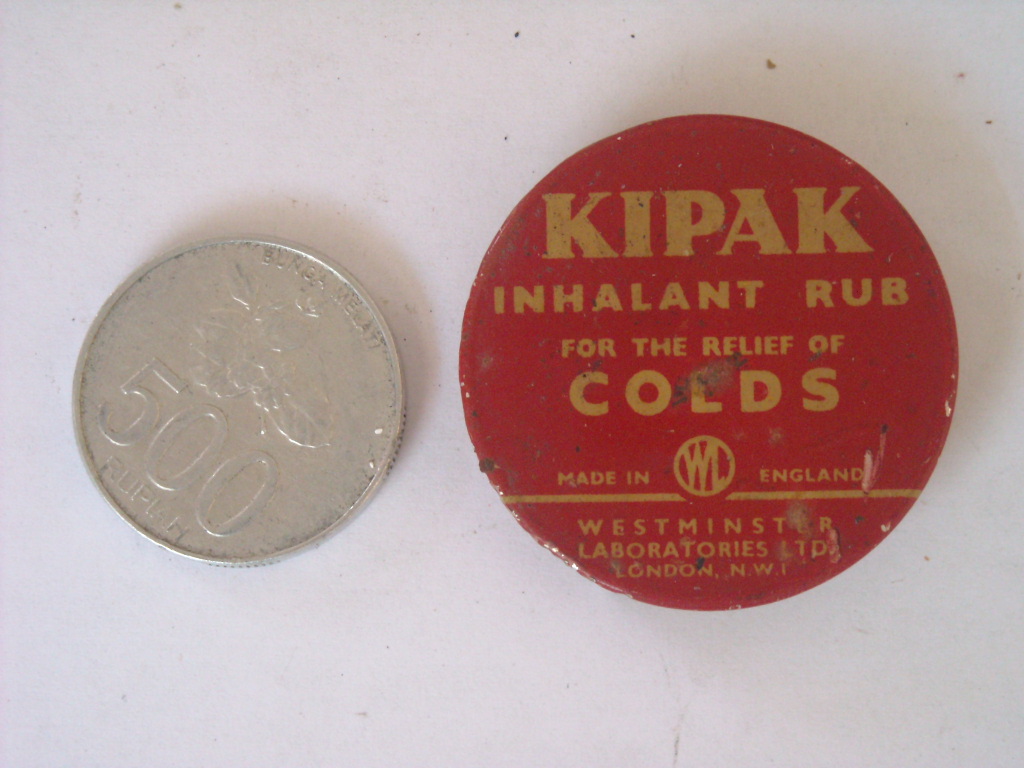 BUNGA MELATI
500
RUPIAH
KIPAK
INHALANT RUB
FOR THE RELIEF OF
COLDS
MADE IN WL ENGLAND
WESTMINSTER
LABORATORIES LTD.
LONDON, N.W.1